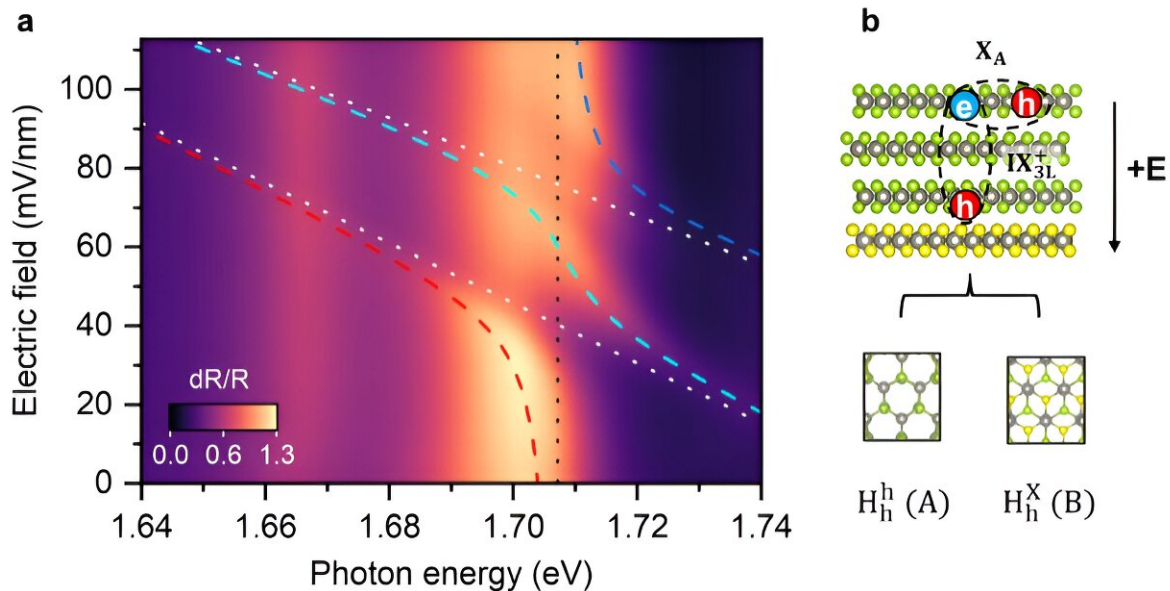 a
Electric field (mV/nm)
100
80
60
40
20
0
dR/R
0.0 0.6 1.3
1.64 1.66 1.68 1.70 1.72 1.74
Photon energy (eV)
b
X_A
e h
IX⁺_3L
h
+E
H_h^h (A) H_h^X (B)